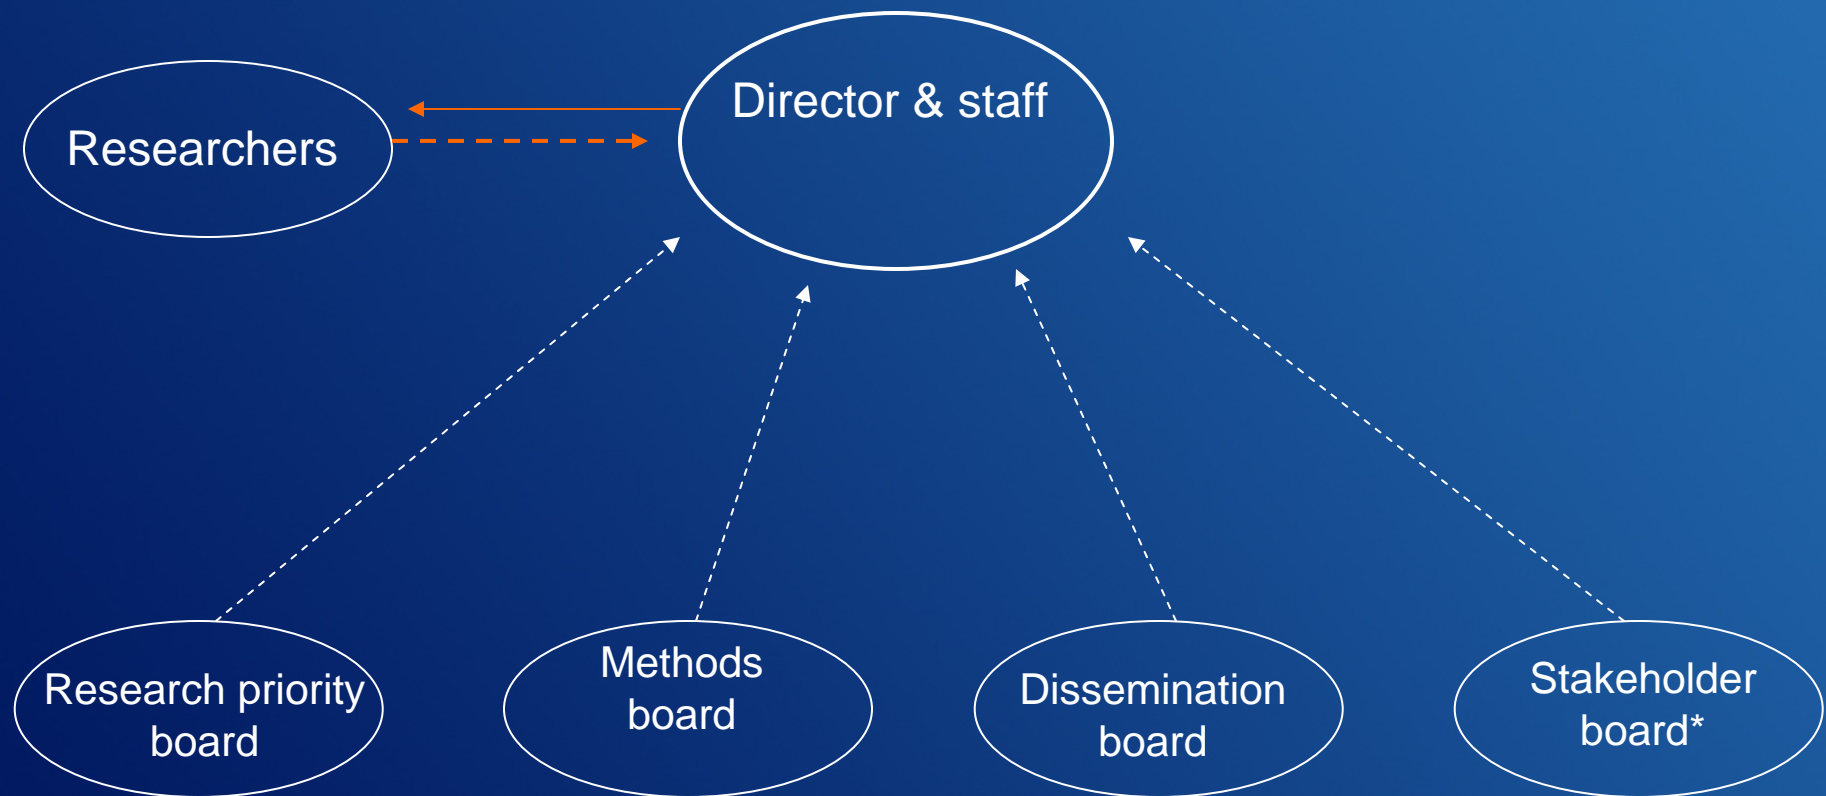 Director & staff
Researchers
Research priority
board
Methods
board
Dissemination
board
Stakeholder
board*